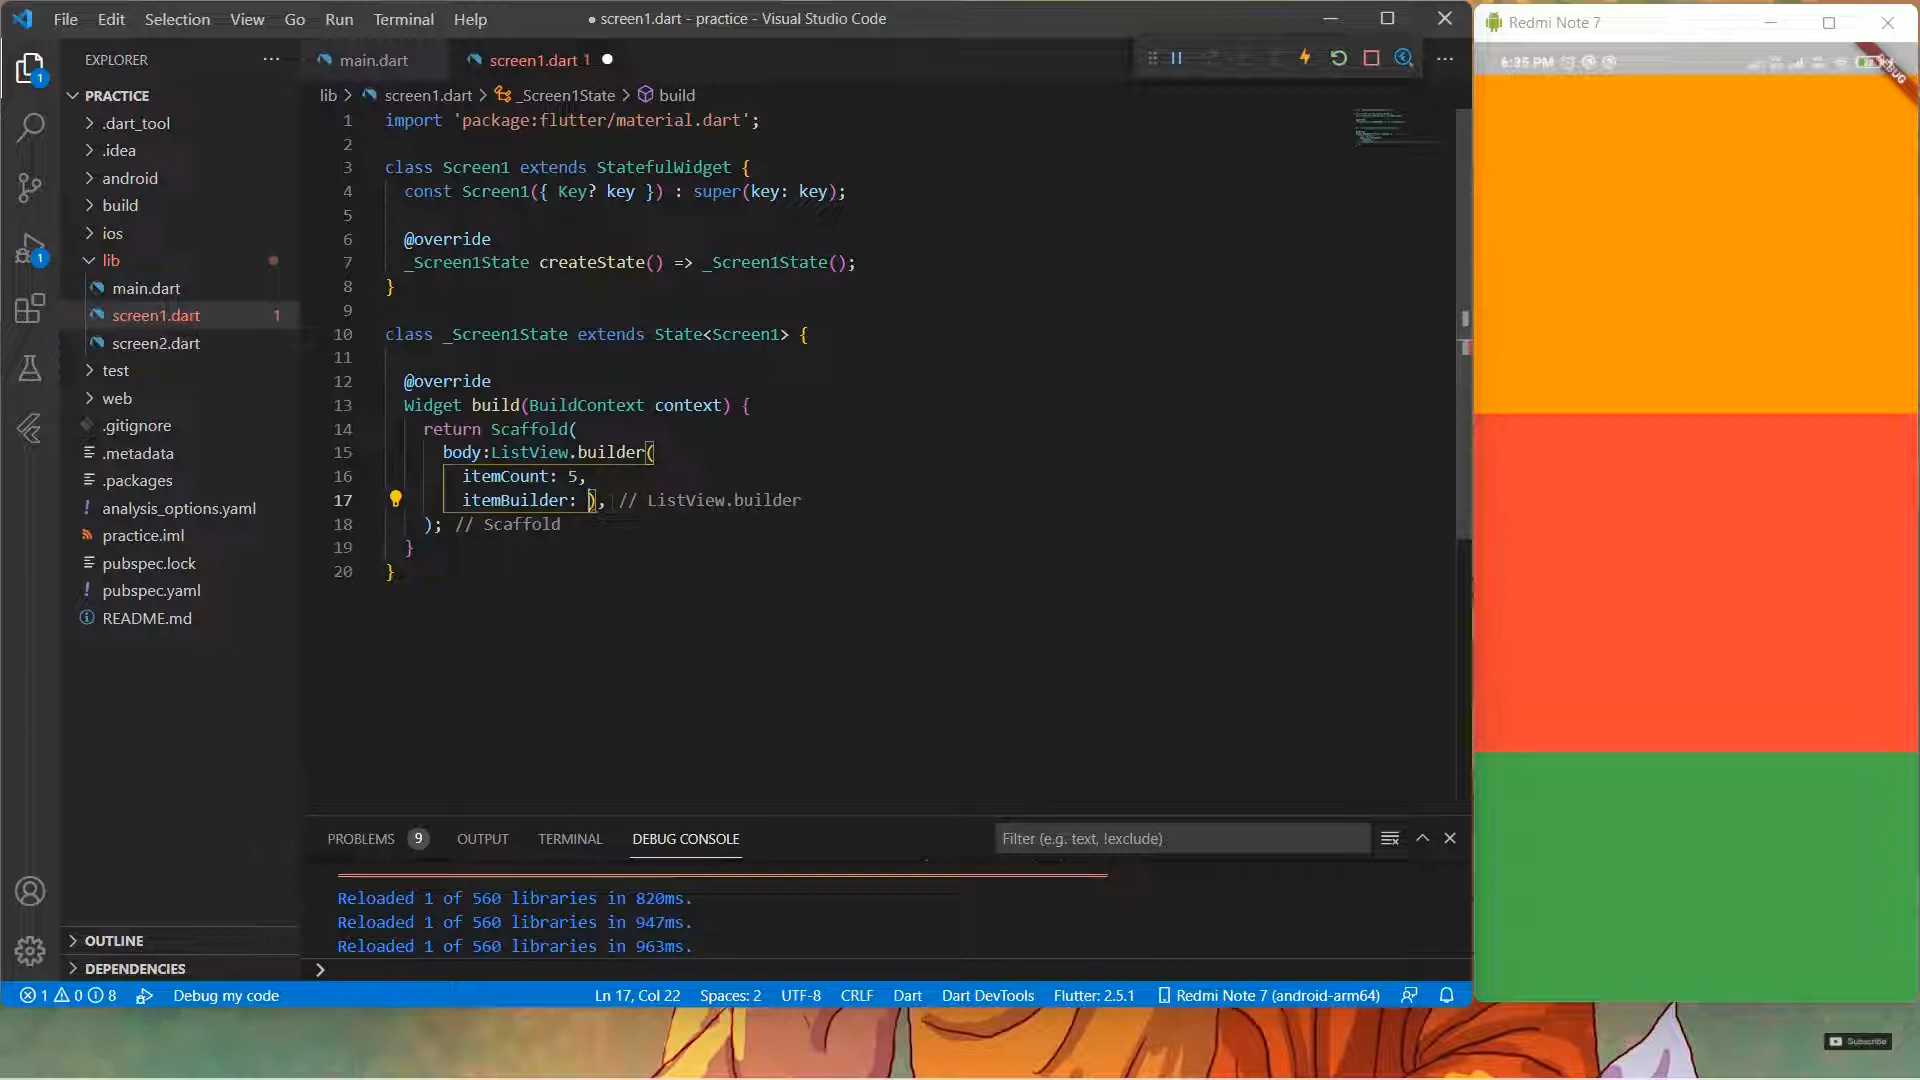 File Edit Selection View Go Run Terminal Help
● screen1.dart - practice - Visual Studio Code
Redmi Note 7
EXPLORER
main.dart
screen1.dart 1
6:35 PM
PRACTICE
lib > screen1.dart > _Screen1State > build
.dart_tool
.idea
android
build
ios
lib
main.dart
screen1.dart 1
screen2.dart
test
web
.gitignore
.metadata
.packages
analysis_options.yaml
practice.iml
pubspec.lock
pubspec.yaml
README.md
OUTLINE
DEPENDENCIES
1 import 'package:flutter/material.dart';
2
3 class Screen1 extends StatefulWidget {
4 const Screen1({ Key? key }) : super(key: key);
5
6 @override
7 _Screen1State createState() => _Screen1State();
8 }
9
10 class _Screen1State extends State<Screen1> {
11
12 @override
13 Widget build(BuildContext context) {
14 return Scaffold(
15 body:ListView.builder(
16 itemCount: 5,
17 itemBuilder: ), // ListView.builder
18 ); // Scaffold
19 }
20 }
PROBLEMS 9 OUTPUT TERMINAL DEBUG CONSOLE
Filter (e.g. text, !exclude)
Reloaded 1 of 560 libraries in 820ms.
Reloaded 1 of 560 libraries in 947ms.
Reloaded 1 of 560 libraries in 963ms.
1 0 8 Debug my code
Ln 17, Col 22 Spaces: 2 UTF-8 CRLF Dart Dart DevTools Flutter: 2.5.1 Redmi Note 7 (android-arm64)
Subscribe